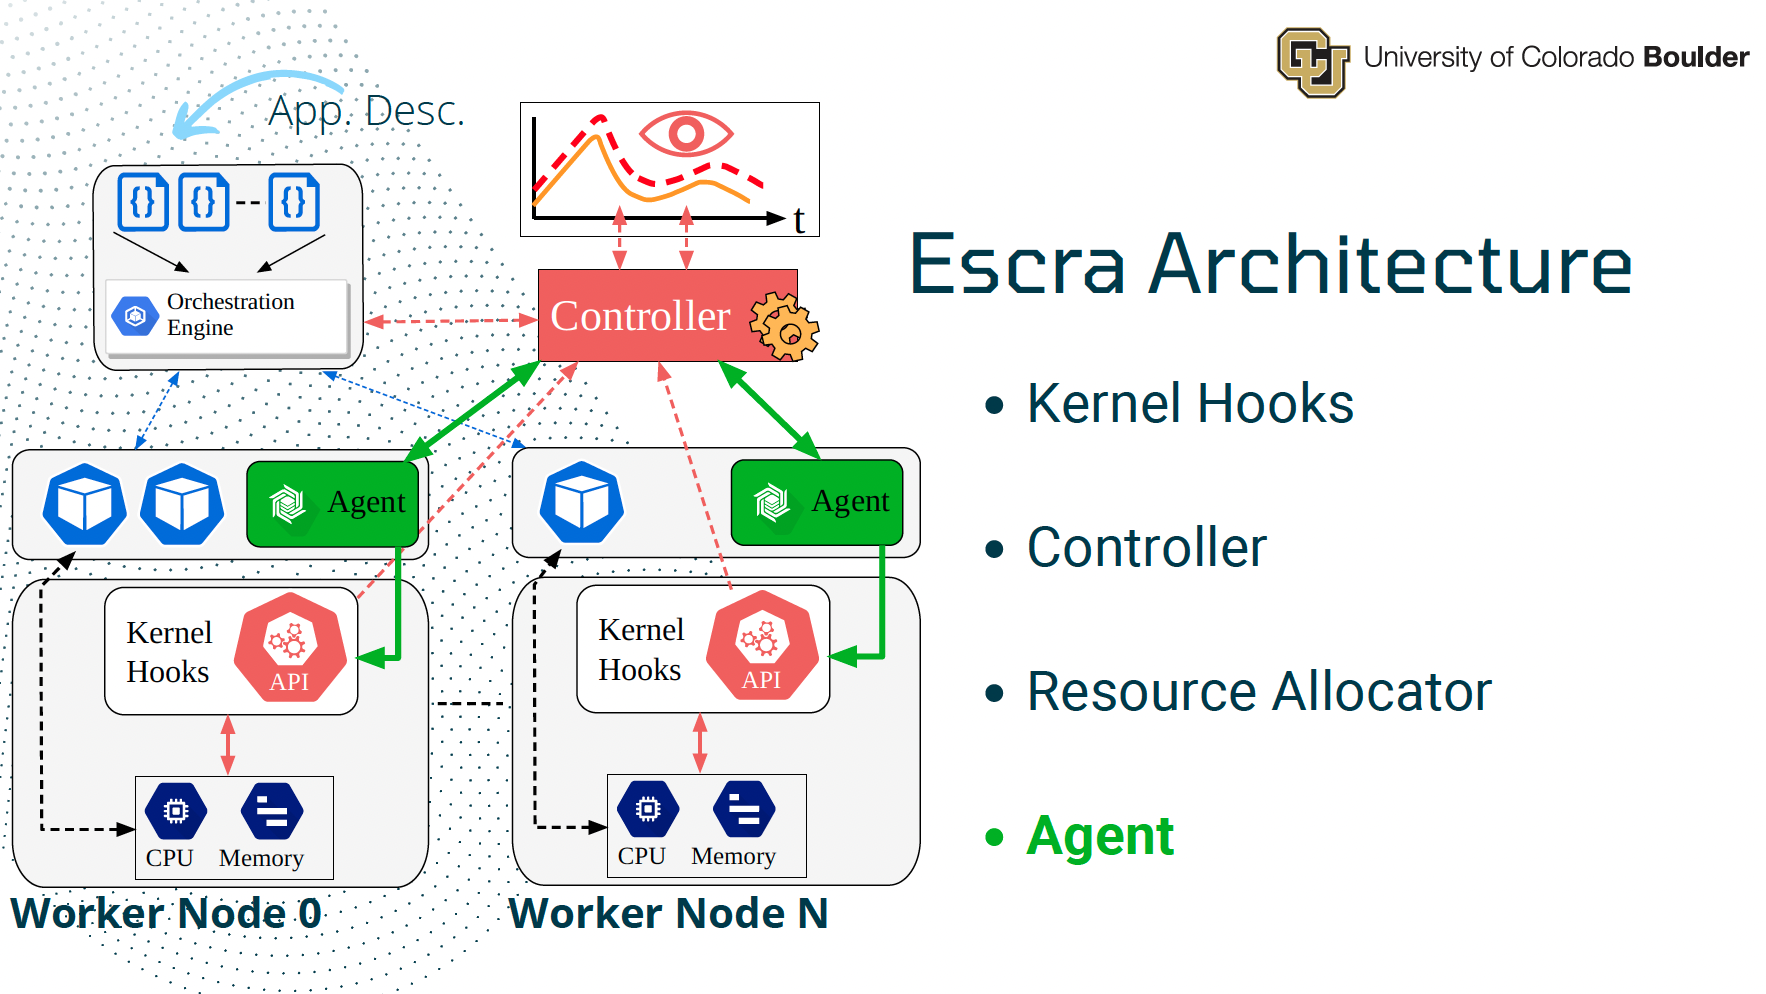 University of Colorado Boulder
App. Desc.
t
Orchestration
Engine
Controller
Escra Architecture
• Kernel Hooks
• Controller
• Resource Allocator
• Agent
Agent
Agent
Kernel
Hooks
API
Kernel
Hooks
API
CPU Memory
CPU Memory
Worker Node 0
Worker Node N